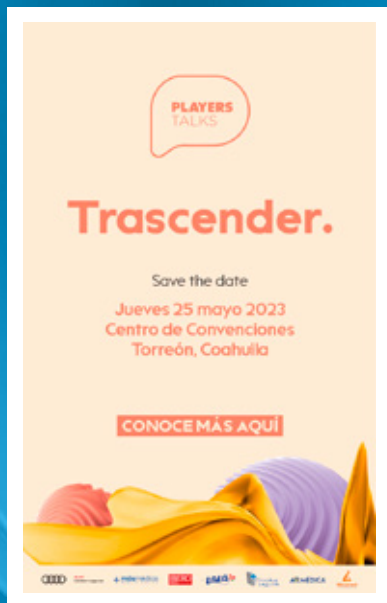 PLAYERS
TALKS
Trascender.
Save the date
Jueves 25 mayo 2023
Centro de Convenciones
Torreón, Coahuila
CONOCE MÁS AQUÍ